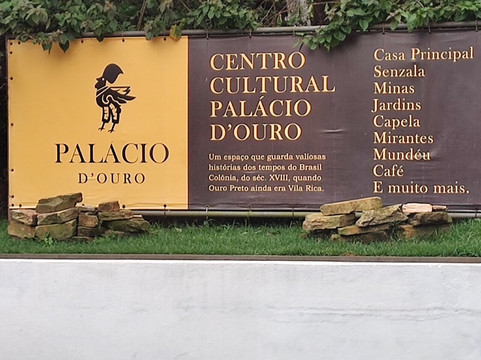 PALACIO
D'OURO
CENTRO
CULTURAL
PALÁCIO
D'OURO
Um espaço que guarda valiosas
histórias dos tempos do Brasil
Colônia, do séc. XVIII, quando
Ouro Preto ainda era Vila Rica.
Casa Principal
Senzala
Minas
Jardins
Capela
Mirantes
Mundéu
Café
E muito mais.